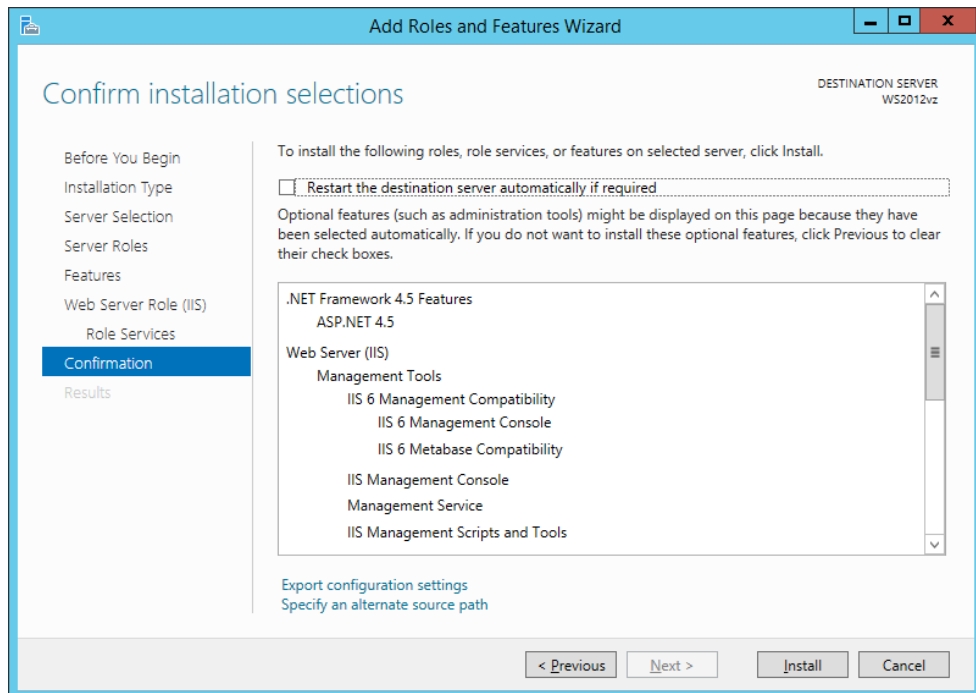 Add Roles and Features Wizard
Confirm installation selections
DESTINATION SERVER
WS2012vz
Before You Begin
Installation Type
Server Selection
Server Roles
Features
Web Server Role (IIS)
Role Services
Confirmation
Results
To install the following roles, role services, or features on selected server, click Install.
Restart the destination server automatically if required
Optional features (such as administration tools) might be displayed on this page because they have
been selected automatically. If you do not want to install these optional features, click Previous to clear
their check boxes.
.NET Framework 4.5 Features
ASP.NET 4.5
Web Server (IIS)
Management Tools
IIS 6 Management Compatibility
IIS 6 Management Console
IIS 6 Metabase Compatibility
IIS Management Console
Management Service
IIS Management Scripts and Tools
Export configuration settings
Specify an alternate source path
< Previous
Next >
Install
Cancel